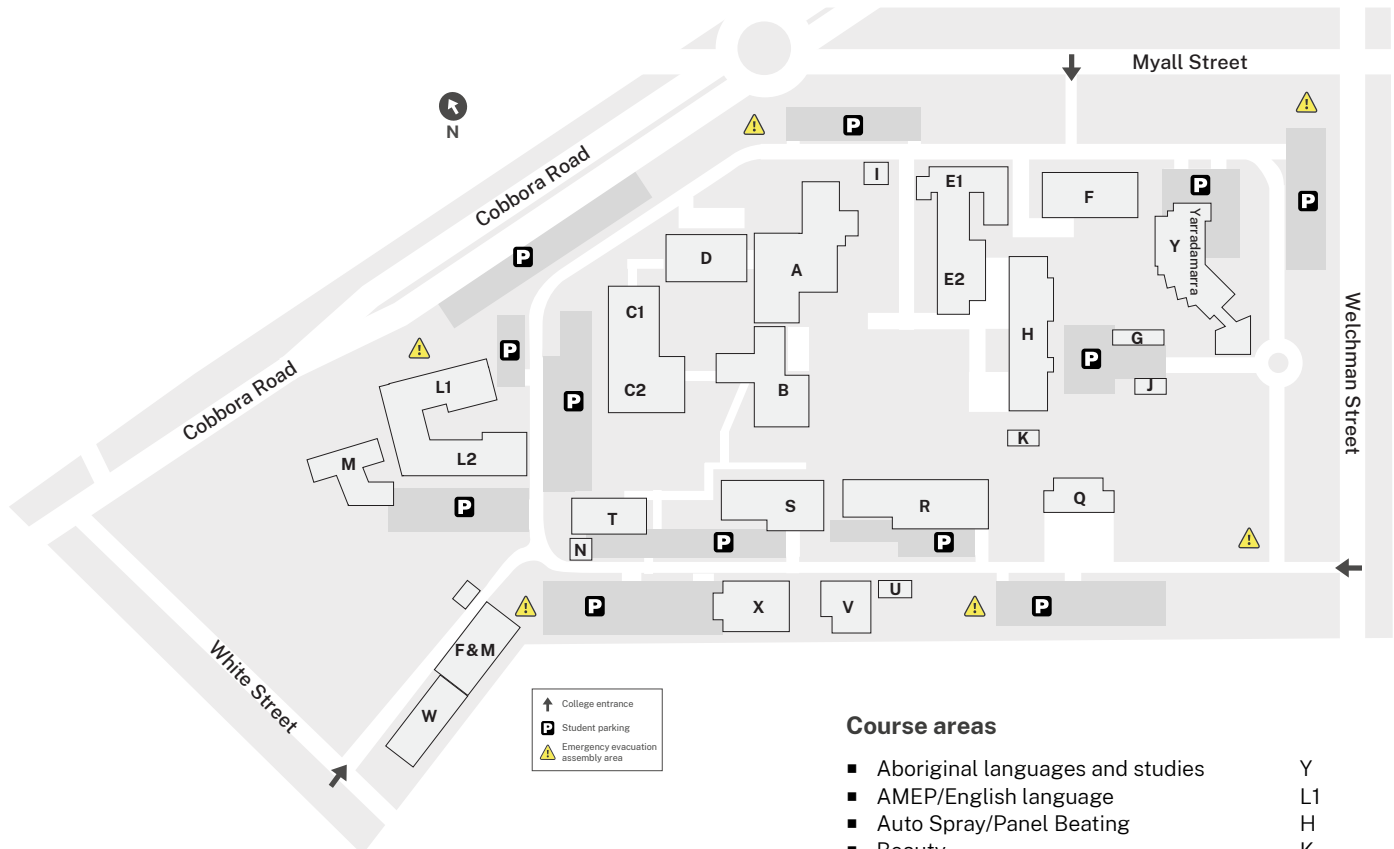 Myall Street
N
Cobbora Road
P
P
I
E1
F
P
P
Y
Yarradamarra
P
D
A
E2
C1
H
G
P
P
Welchman Street
L1
C2
B
P
J
Cobbora Road
K
M
L2
P
T
S
R
Q
N
P
P
P
X
V
U
P
F&M
White Street
W
College entrance
P Student parking
Emergency evacuation
assembly area
Course areas
Aboriginal languages and studies Y
AMEP/English language L1
Auto Spray/Panel Beating H